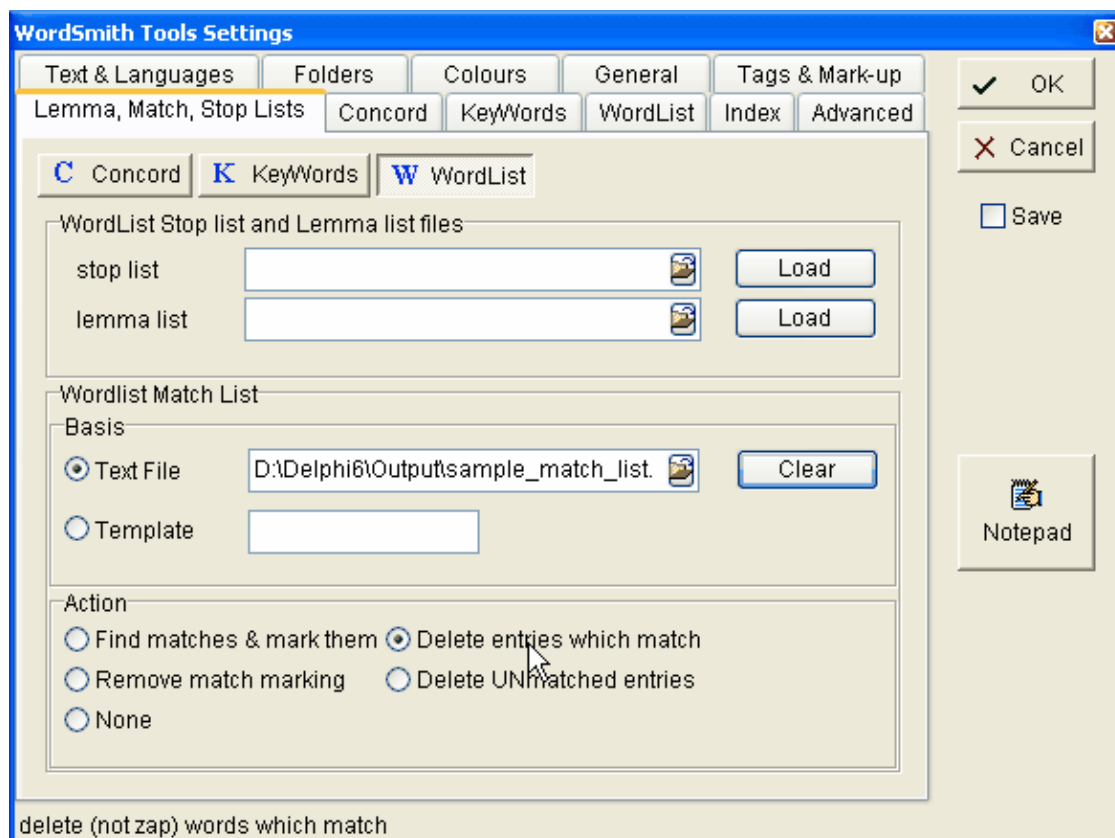 WordSmith Tools Settings
Text & Languages Folders Colours General Tags & Mark-up
Lemma, Match, Stop Lists Concord KeyWords WordList Index Advanced
OK
Cancel
Save
C Concord K KeyWords W WordList
WordList Stop list and Lemma list files
stop list Load
lemma list Load
Wordlist Match List
Basis
Text File D:\Delphi6\Output\sample_match_list. Clear
Template
Notepad
Action
Find matches & mark them Delete entries which match
Remove match marking Delete UNmatched entries
None
delete (not zap) words which match